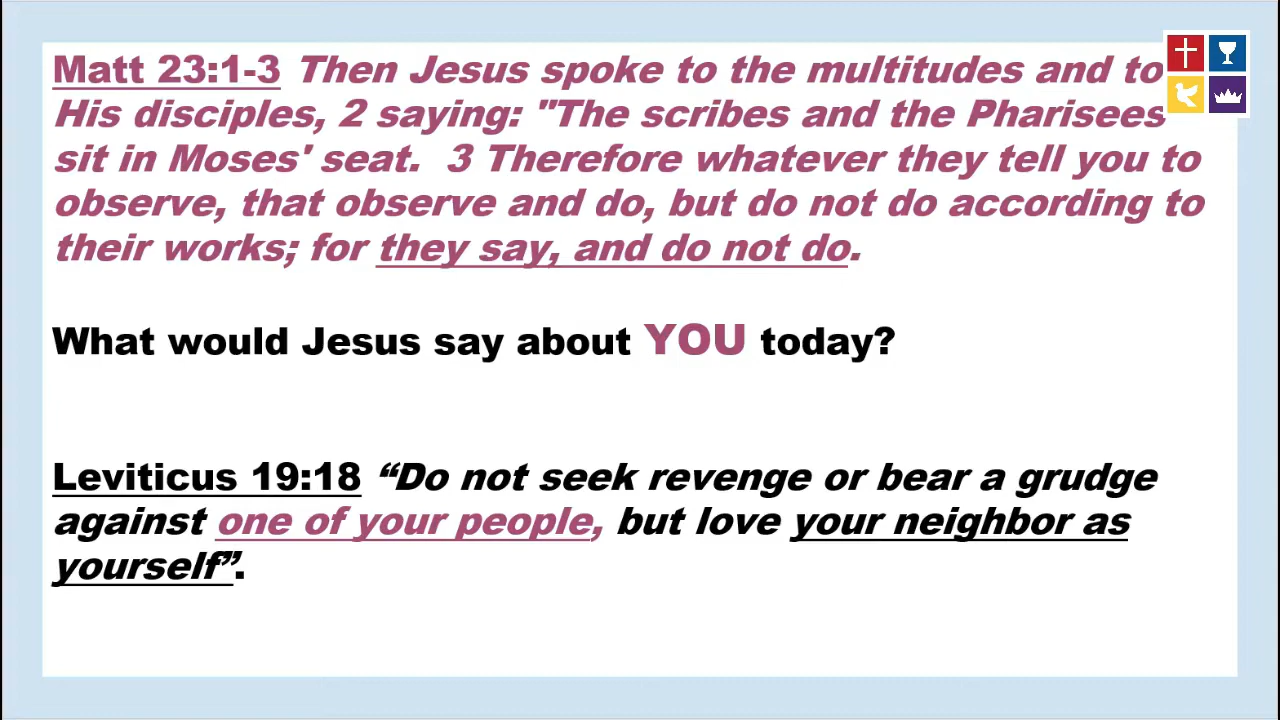 Matt 23:1-3 Then Jesus spoke to the multitudes and to
His disciples, 2 saying: "The scribes and the Pharisees
sit in Moses' seat.  3 Therefore whatever they tell you to
observe, that observe and do, but do not do according to
their works; for they say, and do not do.
What would Jesus say about YOU today?
Leviticus 19:18 “Do not seek revenge or bear a grudge
against one of your people, but love your neighbor as
yourself”.